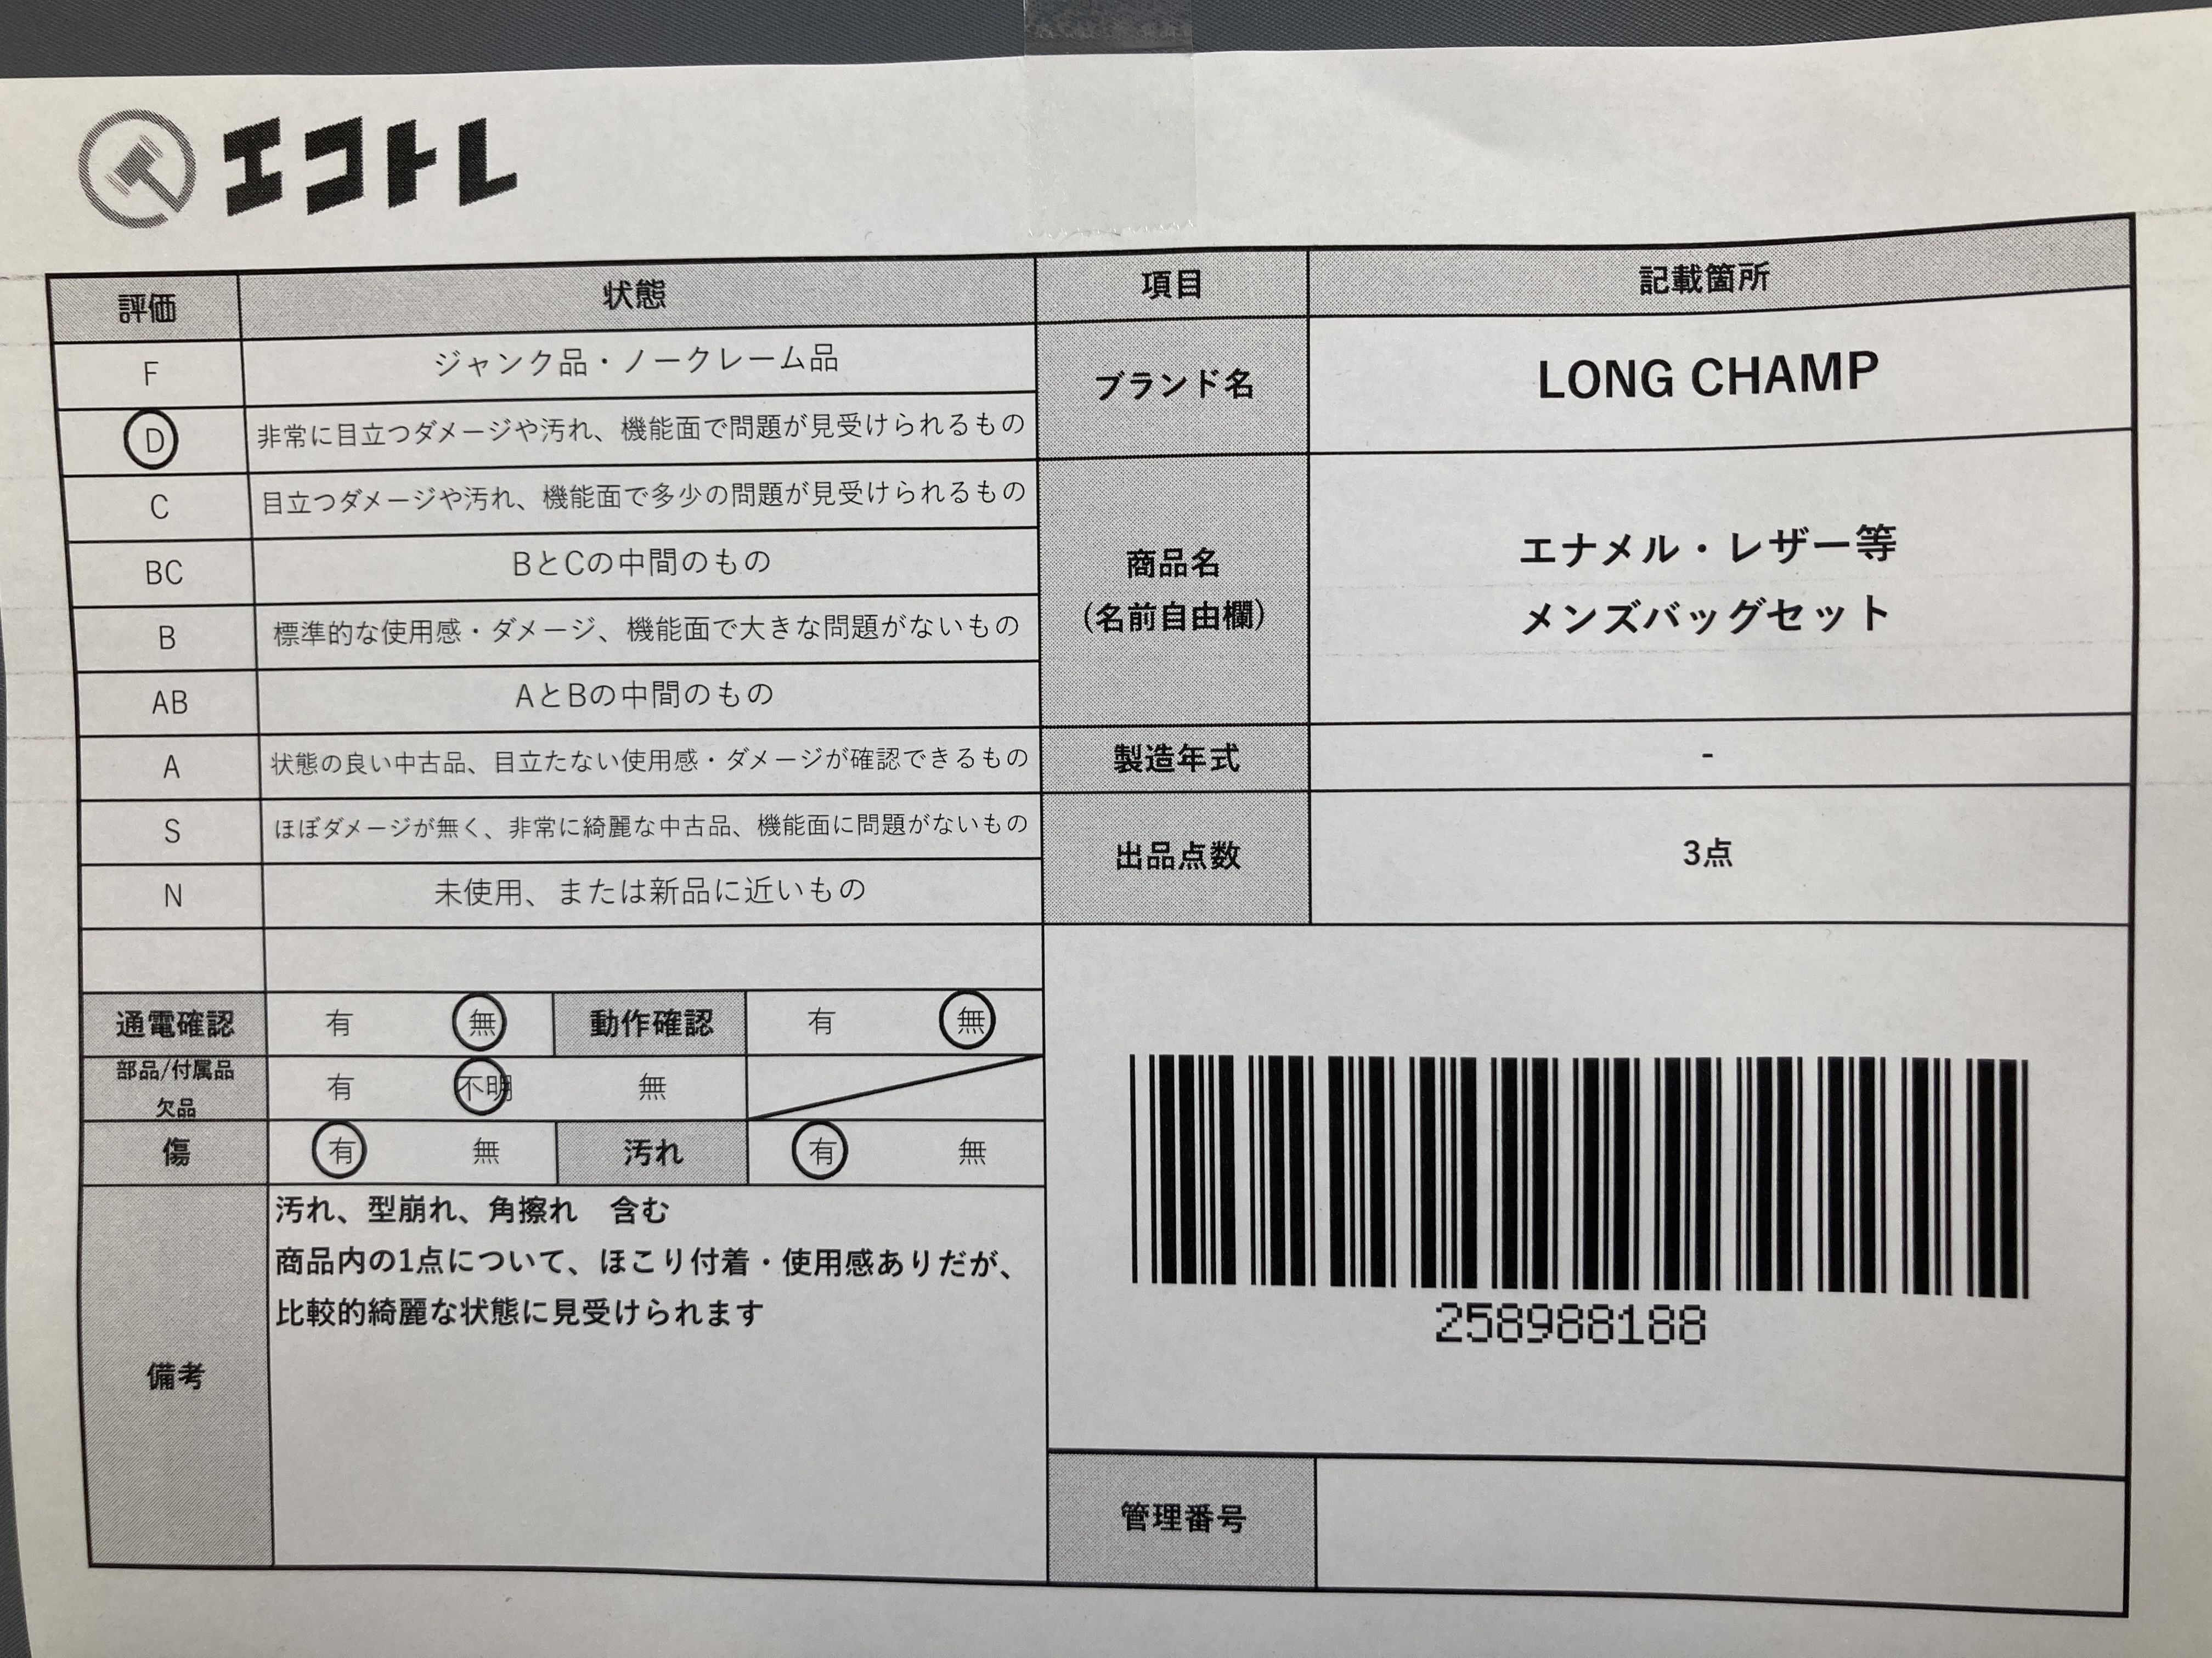 エコトレ
評価 状態 項目 記載箇所
F ジャンク品・ノークレーム品
D 非常に目立つダメージや汚れ、機能面で問題が見受けられるもの
C 目立つダメージや汚れ、機能面で多少の問題が見受けられるもの
BC BとCの中間のもの
B 標準的な使用感・ダメージ、機能面で大きな問題がないもの
AB AとBの中間のもの
A 状態の良い中古品、目立たない使用感・ダメージが確認できるもの
S ほぼダメージが無く、非常に綺麗な中古品、機能面に問題がないもの
N 未使用、または新品に近いもの
ブランド名 LONG CHAMP
商品名
(名前自由欄)
エナメル・レザー等
メンズバッグセット
製造年式 -
出品点数 3点
通電確認 有 無 動作確認 有 無
部品/付属品
欠品
有 不明 無
傷 有 無 汚れ 有 無
備考
汚れ、型崩れ、角擦れ 含む
商品内の1点について、ほこり付着・使用感ありだが、
比較的綺麗な状態に見受けられます
258988188
管理番号